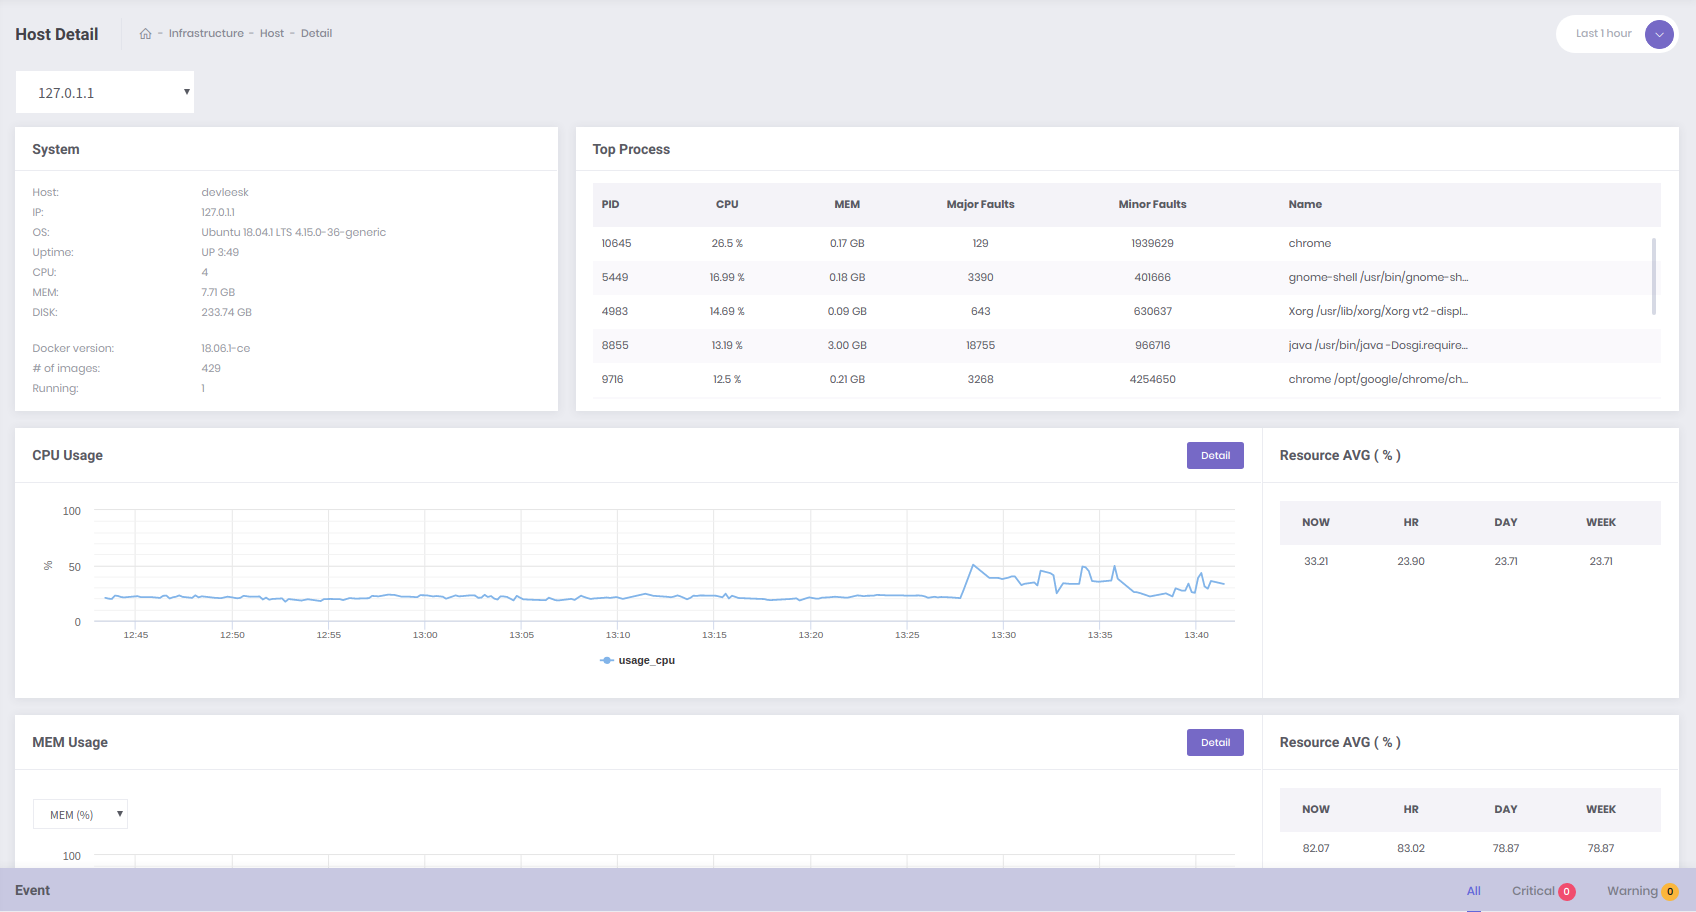 Host Detail
- Infrastructure - Host - Detail
Last 1 hour
127.0.1.1
System
Host: devleesk
IP: 127.0.1.1
OS: Ubuntu 18.04.1 LTS 4.15.0-36-generic
Uptime: UP 3:49
CPU: 4
MEM: 7.71 GB
DISK: 233.74 GB
Docker version: 18.06.1-ce
# of images: 429
Running: 1
Top Process
PID CPU MEM Major Faults Minor Faults Name
10645 26.5 % 0.17 GB 129 1939629 chrome
5449 16.99 % 0.18 GB 3390 401666 gnome-shell /usr/bin/gnome-sh...
4983 14.69 % 0.09 GB 643 630637 Xorg /usr/lib/xorg/Xorg vt2 -displ...
8855 13.19 % 3.00 GB 18755 966716 java /usr/bin/java -Dosgi.require...
9716 12.5 % 0.21 GB 3268 4254650 chrome /opt/google/chrome/ch...
CPU Usage
Detail
100
50
0
%
12:45 12:50 12:55 13:00 13:05 13:10 13:15 13:20 13:25 13:30 13:35 13:40
usage_cpu
Resource AVG ( % )
NOW HR DAY WEEK
33.21 23.90 23.71 23.71
MEM Usage
Detail
MEM (%)
100
Resource AVG ( % )
NOW HR DAY WEEK
82.07 83.02 78.87 78.87
Event
All Critical 0 Warning 0